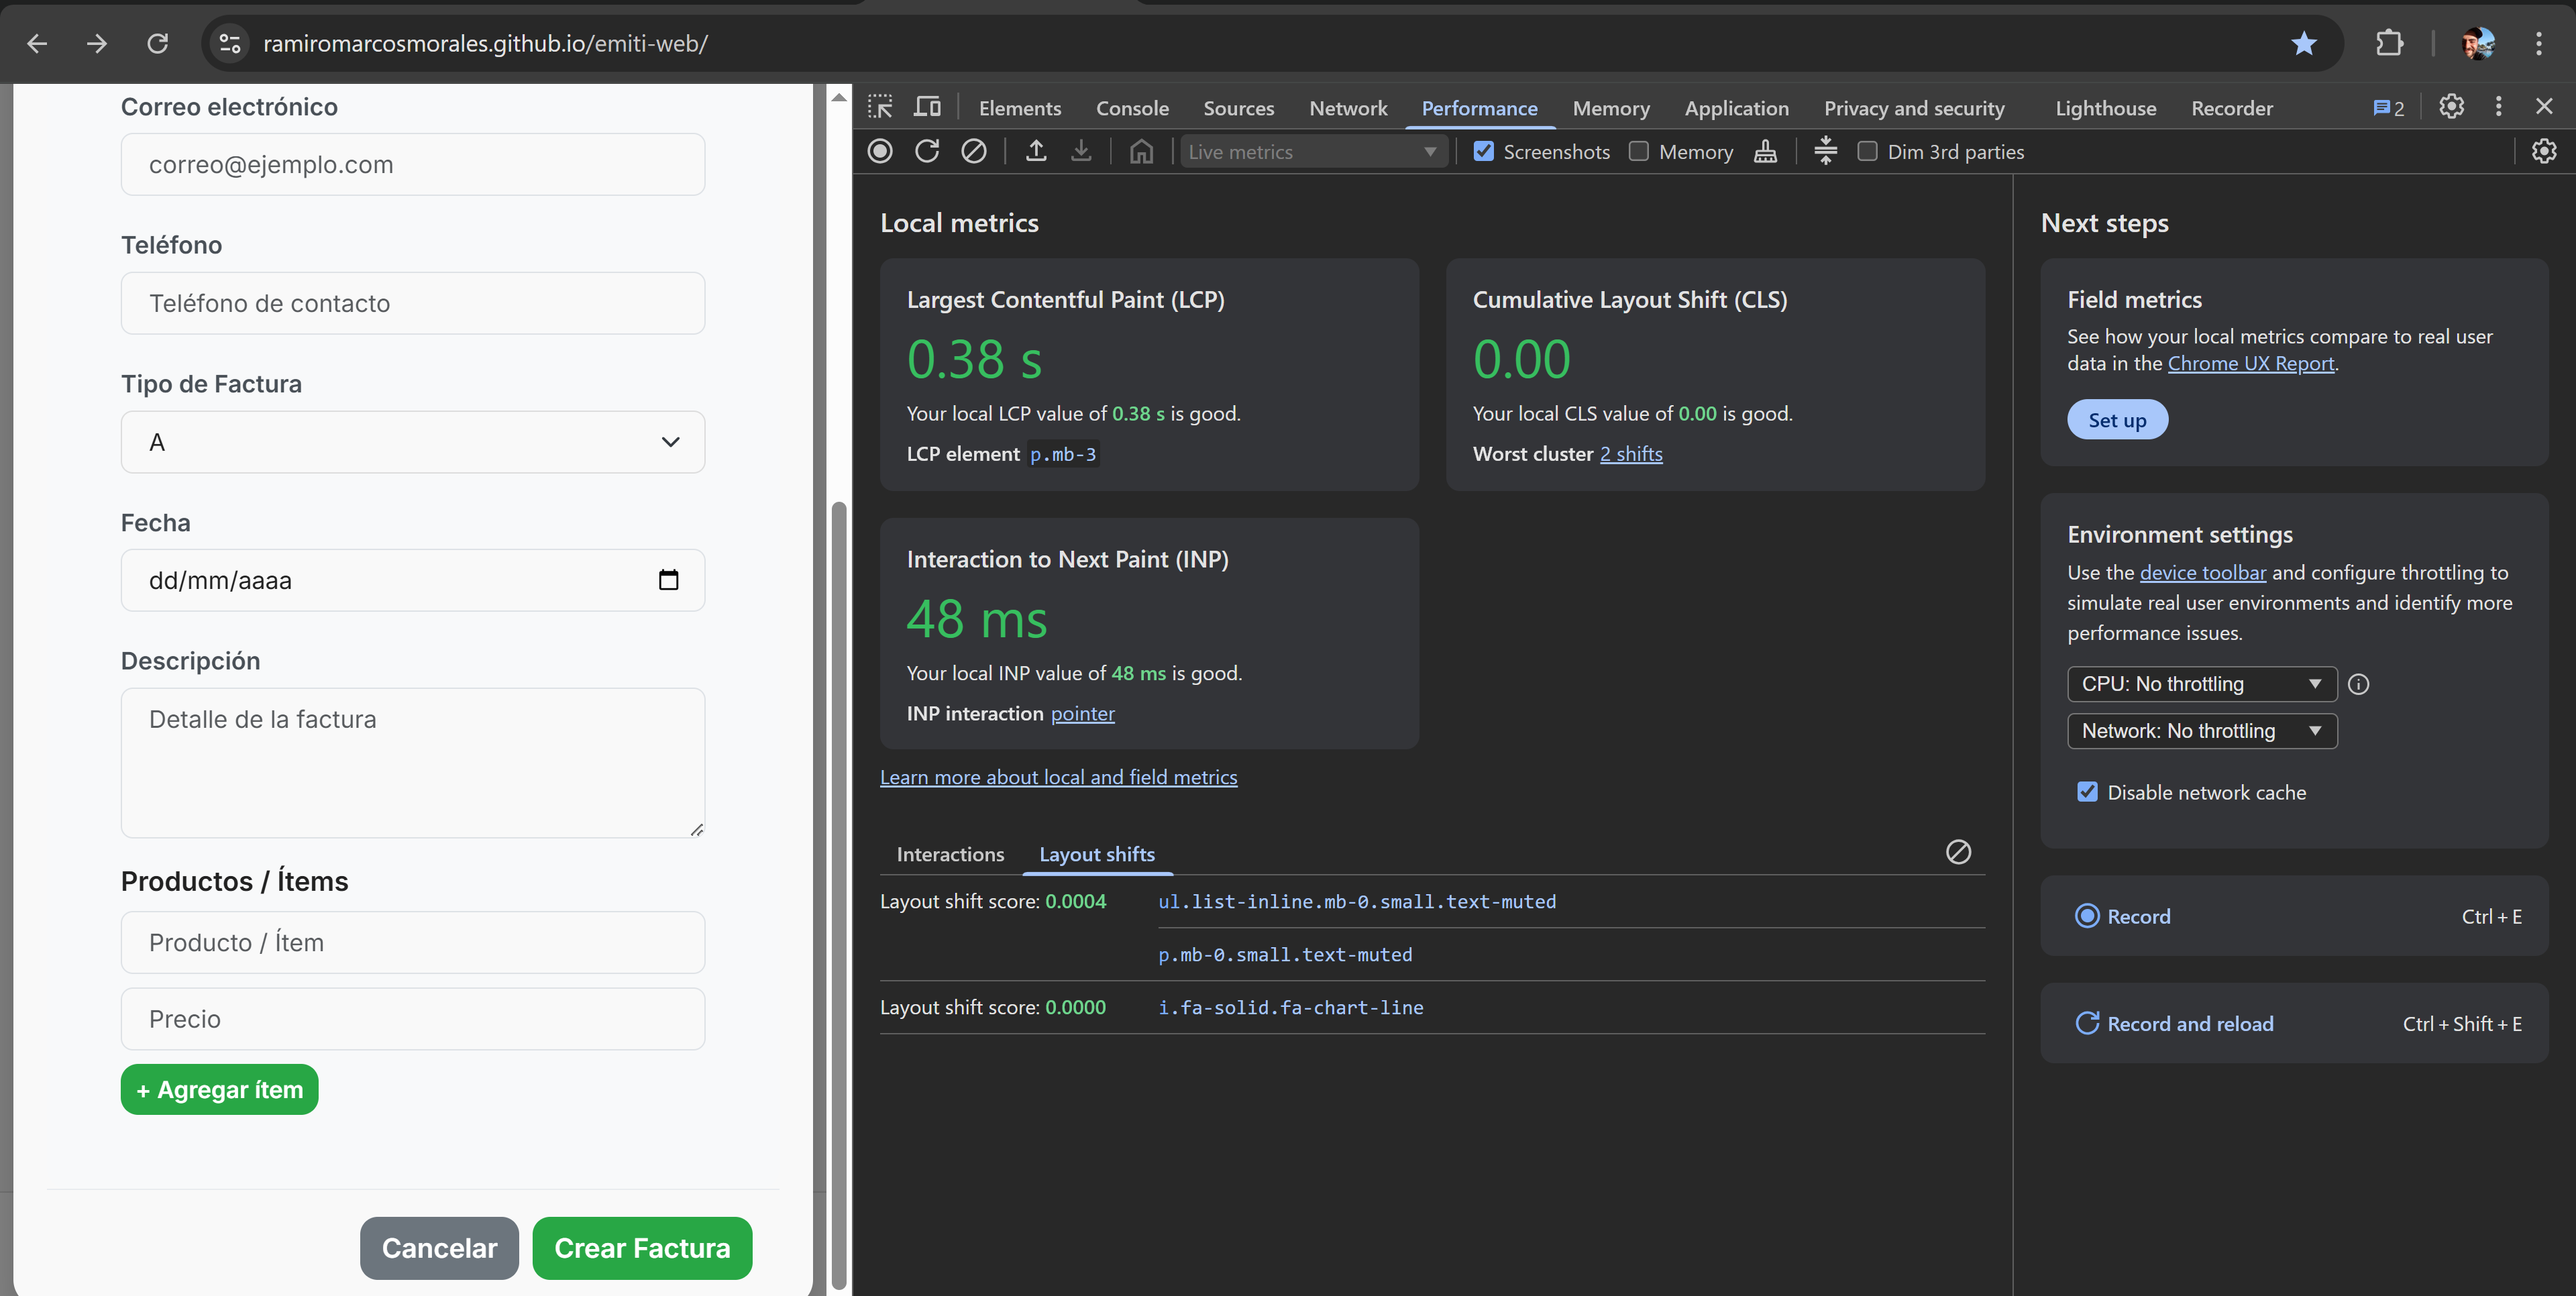 ramiromarcosmorales.github.io/emiti-web/
Correo electrónico
correo@ejemplo.com
Teléfono
Teléfono de contacto
Tipo de Factura
A
Fecha
dd/mm/aaaa
Descripción
Detalle de la factura
Productos / Ítems
Producto / Ítem
Precio
+ Agregar ítem
Cancelar
Crear Factura
Elements
Console
Sources
Network
Performance
Memory
Application
Privacy and security
Lighthouse
Recorder
2
Live metrics
Screenshots
Memory
Dim 3rd parties
Local metrics
Largest Contentful Paint (LCP)
0.38 s
Your local LCP value of 0.38 s is good.
LCP element p.mb-3
Cumulative Layout Shift (CLS)
0.00
Your local CLS value of 0.00 is good.
Worst cluster 2 shifts
Interaction to Next Paint (INP)
48 ms
Your local INP value of 48 ms is good.
INP interaction pointer
Learn more about local and field metrics
Interactions
Layout shifts
Layout shift score: 0.0004
ul.list-inline.mb-0.small.text-muted
p.mb-0.small.text-muted
Layout shift score: 0.0000
i.fa-solid.fa-chart-line
Next steps
Field metrics
See how your local metrics compare to real user
data in the Chrome UX Report.
Set up
Environment settings
Use the device toolbar and configure throttling to
simulate real user environments and identify more
performance issues.
CPU: No throttling
Network: No throttling
Disable network cache
Record
Ctrl + E
Record and reload
Ctrl + Shift + E